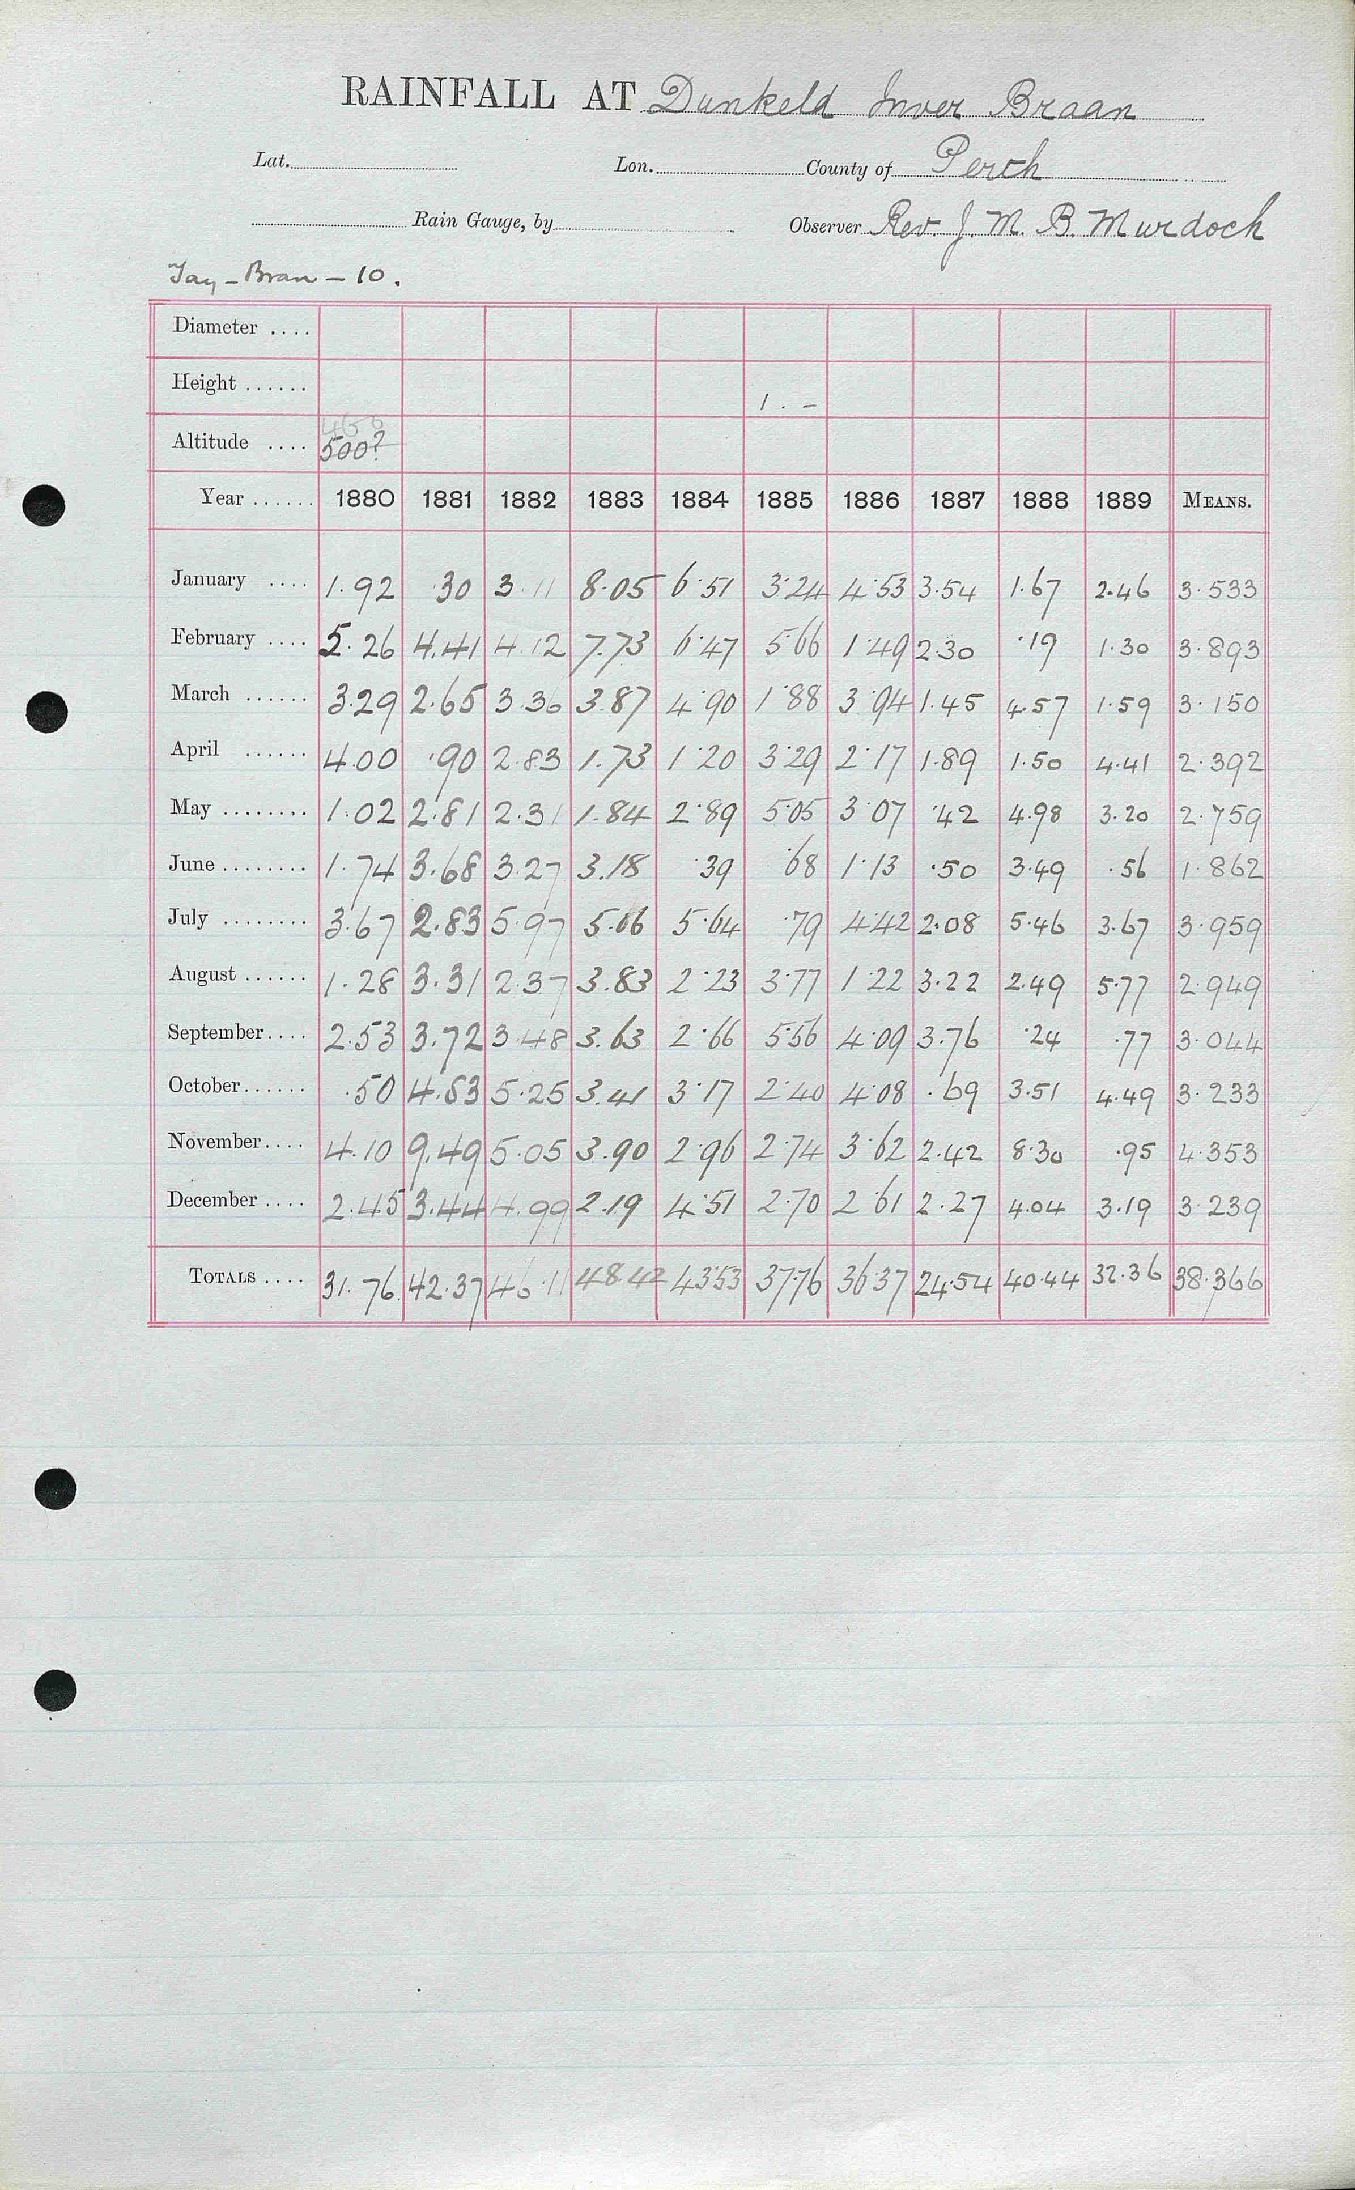 RAINFALL AT Dunkeld Inver Braan
Lat. Lon. County of Perth
Rain Gauge, by Observer Rev. J. M. B. Murdoch
Tay - Bran - 10.
Diameter ....
Height ...... 1 . -
466
Altitude .... 500?
Year ...... 1880 1881 1882 1883 1884 1885 1886 1887 1888 1889 MEANS.
January .... 1.92 .30 3.11 8.05 6.51 3.24 4.53 3.54 1.67 2.46 3.533
February .... 5.26 4.41 4.12 7.73 6.47 5.66 1.49 2.30 .19 1.30 3.893
March ...... 3.29 2.65 3.36 3.87 4.90 1.88 3.94 1.45 4.57 1.59 3.150
April ...... 4.00 .90 2.83 1.73 1.20 3.29 2.17 1.89 1.50 4.41 2.392
May ........ 1.02 2.81 2.31 1.84 2.89 5.05 3.07 .42 4.98 3.20 2.759
June ........ 1.74 3.68 3.27 3.18 .39 .68 1.13 .50 3.49 .56 1.862
July ........ 3.67 2.83 5.97 5.06 5.64 .79 4.42 2.08 5.46 3.67 3.959
August ...... 1.28 3.31 2.37 3.83 2.23 3.77 1.22 3.22 2.49 5.77 2.949
September .... 2.53 3.72 3.48 3.63 2.66 5.56 4.09 3.76 .24 .77 3.044
October ...... .50 4.83 5.25 3.41 3.17 2.40 4.08 .69 3.51 4.49 3.233
November .... 4.10 9.49 5.05 3.90 2.96 2.74 3.62 2.42 8.30 .95 4.353
December .... 2.45 3.44 4.99 2.19 4.51 2.70 2.61 2.27 4.04 3.19 3.239
TOTALS .... 31.76 42.37 46.11 48.42 43.53 37.76 36.37 24.54 40.44 32.36 38.366